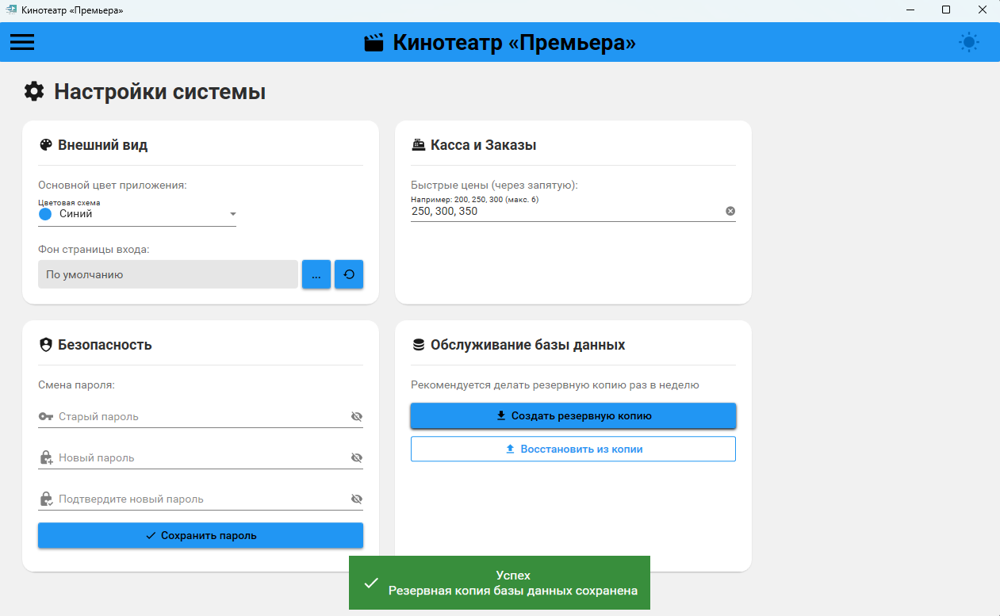 Кинотеатр «Премьера»
Кинотеатр «Премьера»
Настройки системы
Внешний вид
Основной цвет приложения:
Цветовая схема
Синий
Фон страницы входа:
По умолчанию
...
Касса и Заказы
Быстрые цены (через запятую):
Например: 200, 250, 300 (макс. 6)
250, 300, 350
Безопасность
Смена пароля:
Старый пароль
Новый пароль
Подтвердите новый пароль
Сохранить пароль
Обслуживание базы данных
Рекомендуется делать резервную копию раз в неделю
Создать резервную копию
Восстановить из копии
Успех
Резервная копия базы данных сохранена